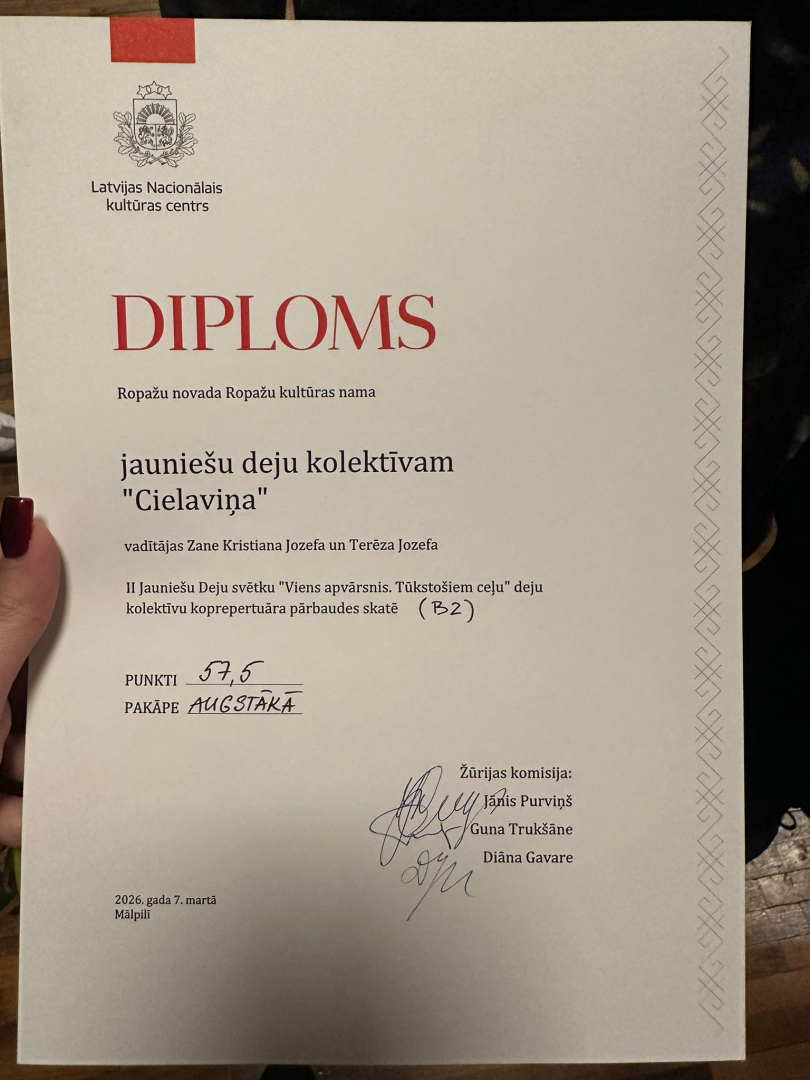 Latvijas Nacionālais
kultūras centrs
DIPLOMS
Ropažu novada Ropažu kultūras nama
jauniešu deju kolektīvam
"Cielaviņa"
vadītājas Zane Kristiana Jozefa un Terēza Jozefa
II Jauniešu Deju svētku "Viens apvārsnis. Tūkstošiem ceļu" deju
kolektīvu koprepertuāra pārbaudes skatē (B2)
PUNKTI 57,5
PAKĀPE AUGSTĀKĀ
Žūrijas komisija:
Jānis Purviņš
Guna Trukšāne
Diāna Gavare
2026. gada 7. martā
Mālpilī